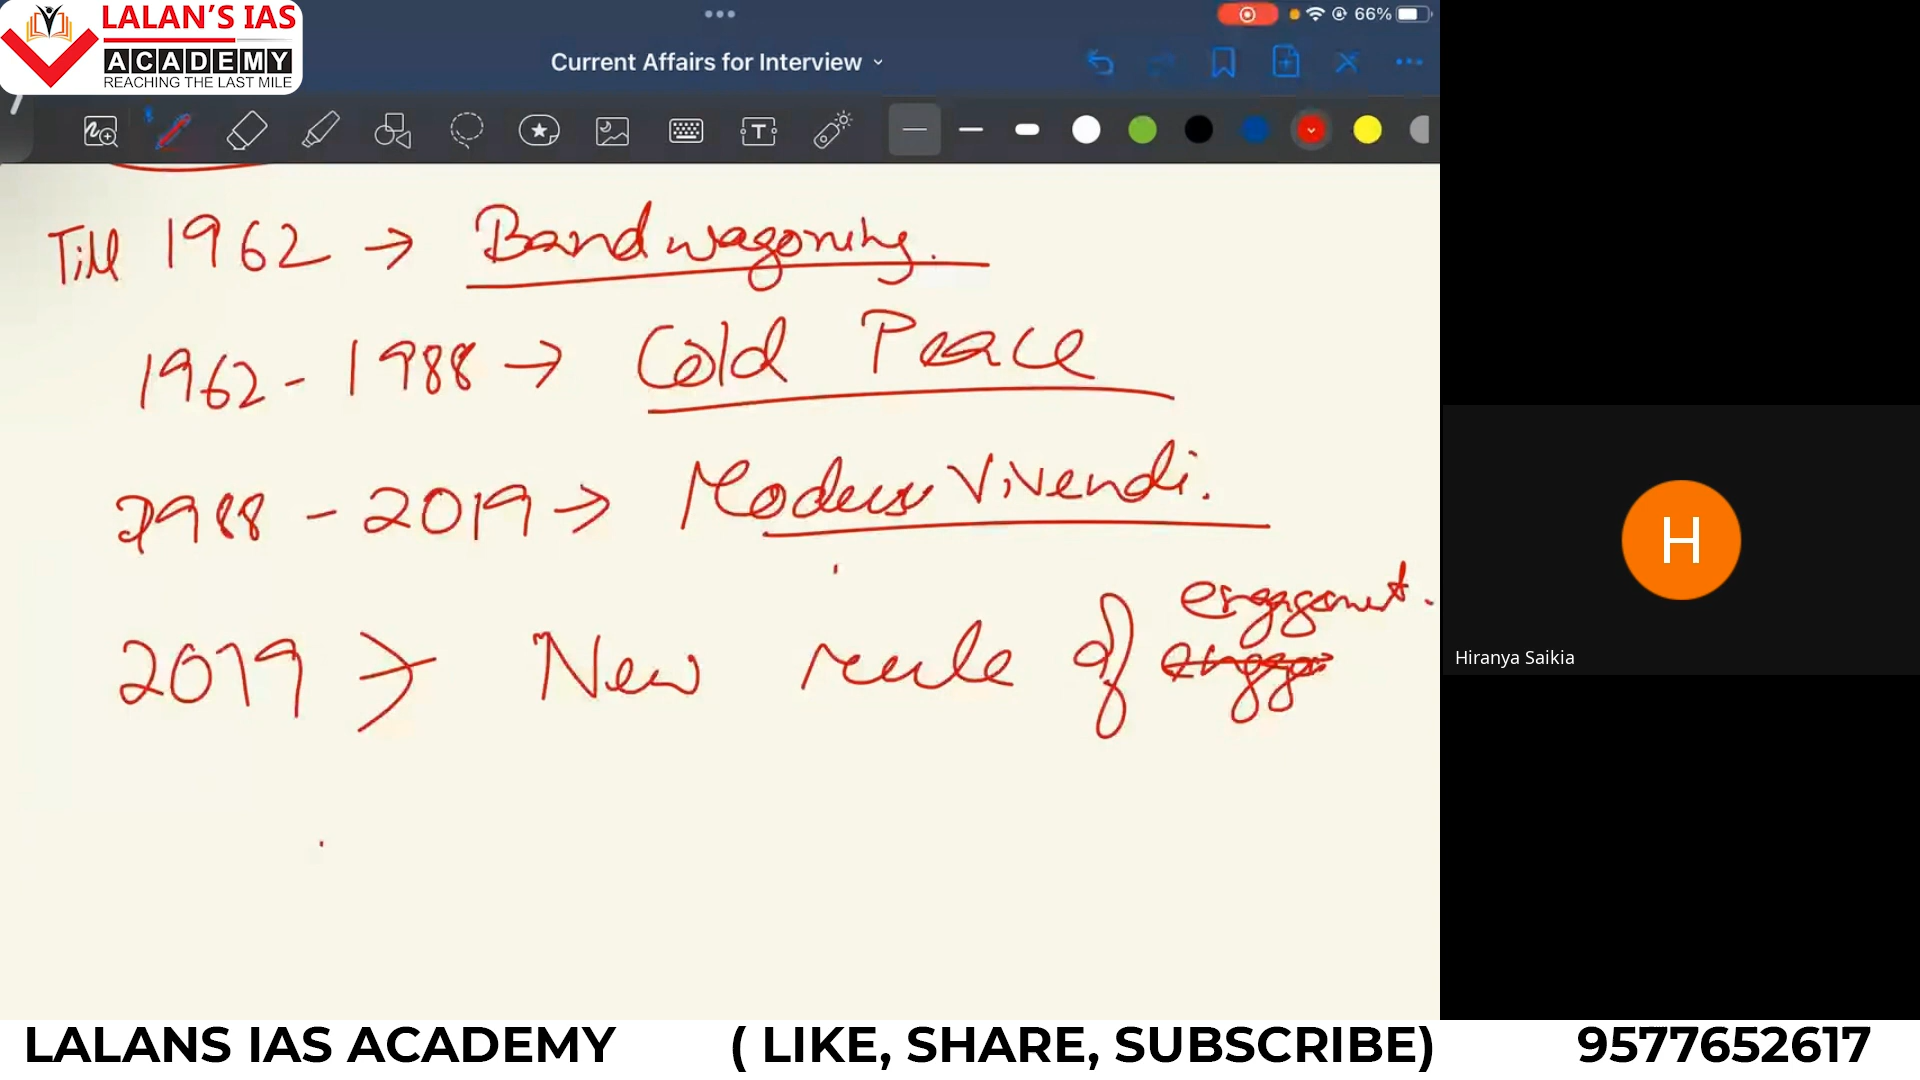 LALAN'S IAS
ACADEMY
REACHING THE LAST MILE
66%
Current Affairs for Interview
T
Till 1962 → Bandwagoning.
1962 - 1988 → Cold Peace
1988 - 2019 → Modus Vivendi.
engagement.
2019 → New rule of
H
Hiranya Saikia
LALANS IAS ACADEMY ( LIKE, SHARE, SUBSCRIBE) 9577652617